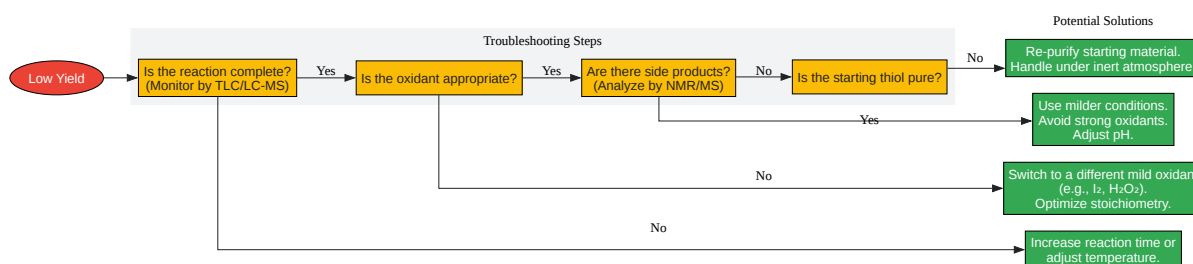 Potential Solutions
Troubleshooting Steps
Low Yield
Is the reaction complete?
(Monitor by TLC/LC-MS)
Yes
Is the oxidant appropriate?
Yes
Are there side products?
(Analyze by NMR/MS)
No
Is the starting thiol pure?
No
Re-purify starting material.
Handle under inert atmosphere
Yes
Use milder conditions.
Avoid strong oxidants.
Adjust pH.
No
Switch to a different mild oxidan
(e.g., I₂, H₂O₂).
Optimize stoichiometry.
No
Increase reaction time or
adjust temperature.